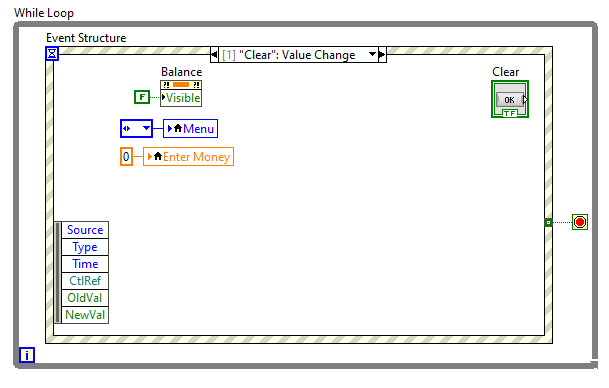 While Loop
Event Structure
[1] "Clear": Value Change
Balance
Clear
F
Visible
OK
TF
Menu
0
Enter Money
Source
Type
Time
CtlRef
OldVal
NewVal
i